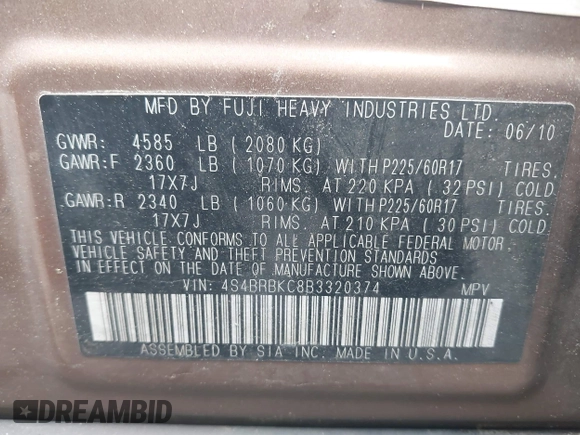 MFD BY FUJI HEAVY INDUSTRIES LTD.
DATE: 06/10
GVWR: 4585 LB ( 2080 KG)
GAWR:F 2360 LB ( 1070 KG) WITH P225/60R17 TIRES.
17X7J RIMS. AT 220 KPA ( 32 PSI) COLD
GAWR:R 2340 LB ( 1060 KG) WITH P225/60R17 TIRES.
17X7J RIMS. AT 210 KPA ( 30 PSI) COLD.
THIS VEHICLE CONFORMS TO ALL APPLICABLE FEDERAL MOTOR
VEHICLE SAFETY AND THEFT PREVENTION STANDARDS
IN EFFECT ON THE DATE OF MANUFACTURE SHOWN ABOVE.
VIN: 4S4BRBKC8B3320374 MPV
ASSEMBLED BY SIA INC. MADE IN U.S.A.
DREAMBID